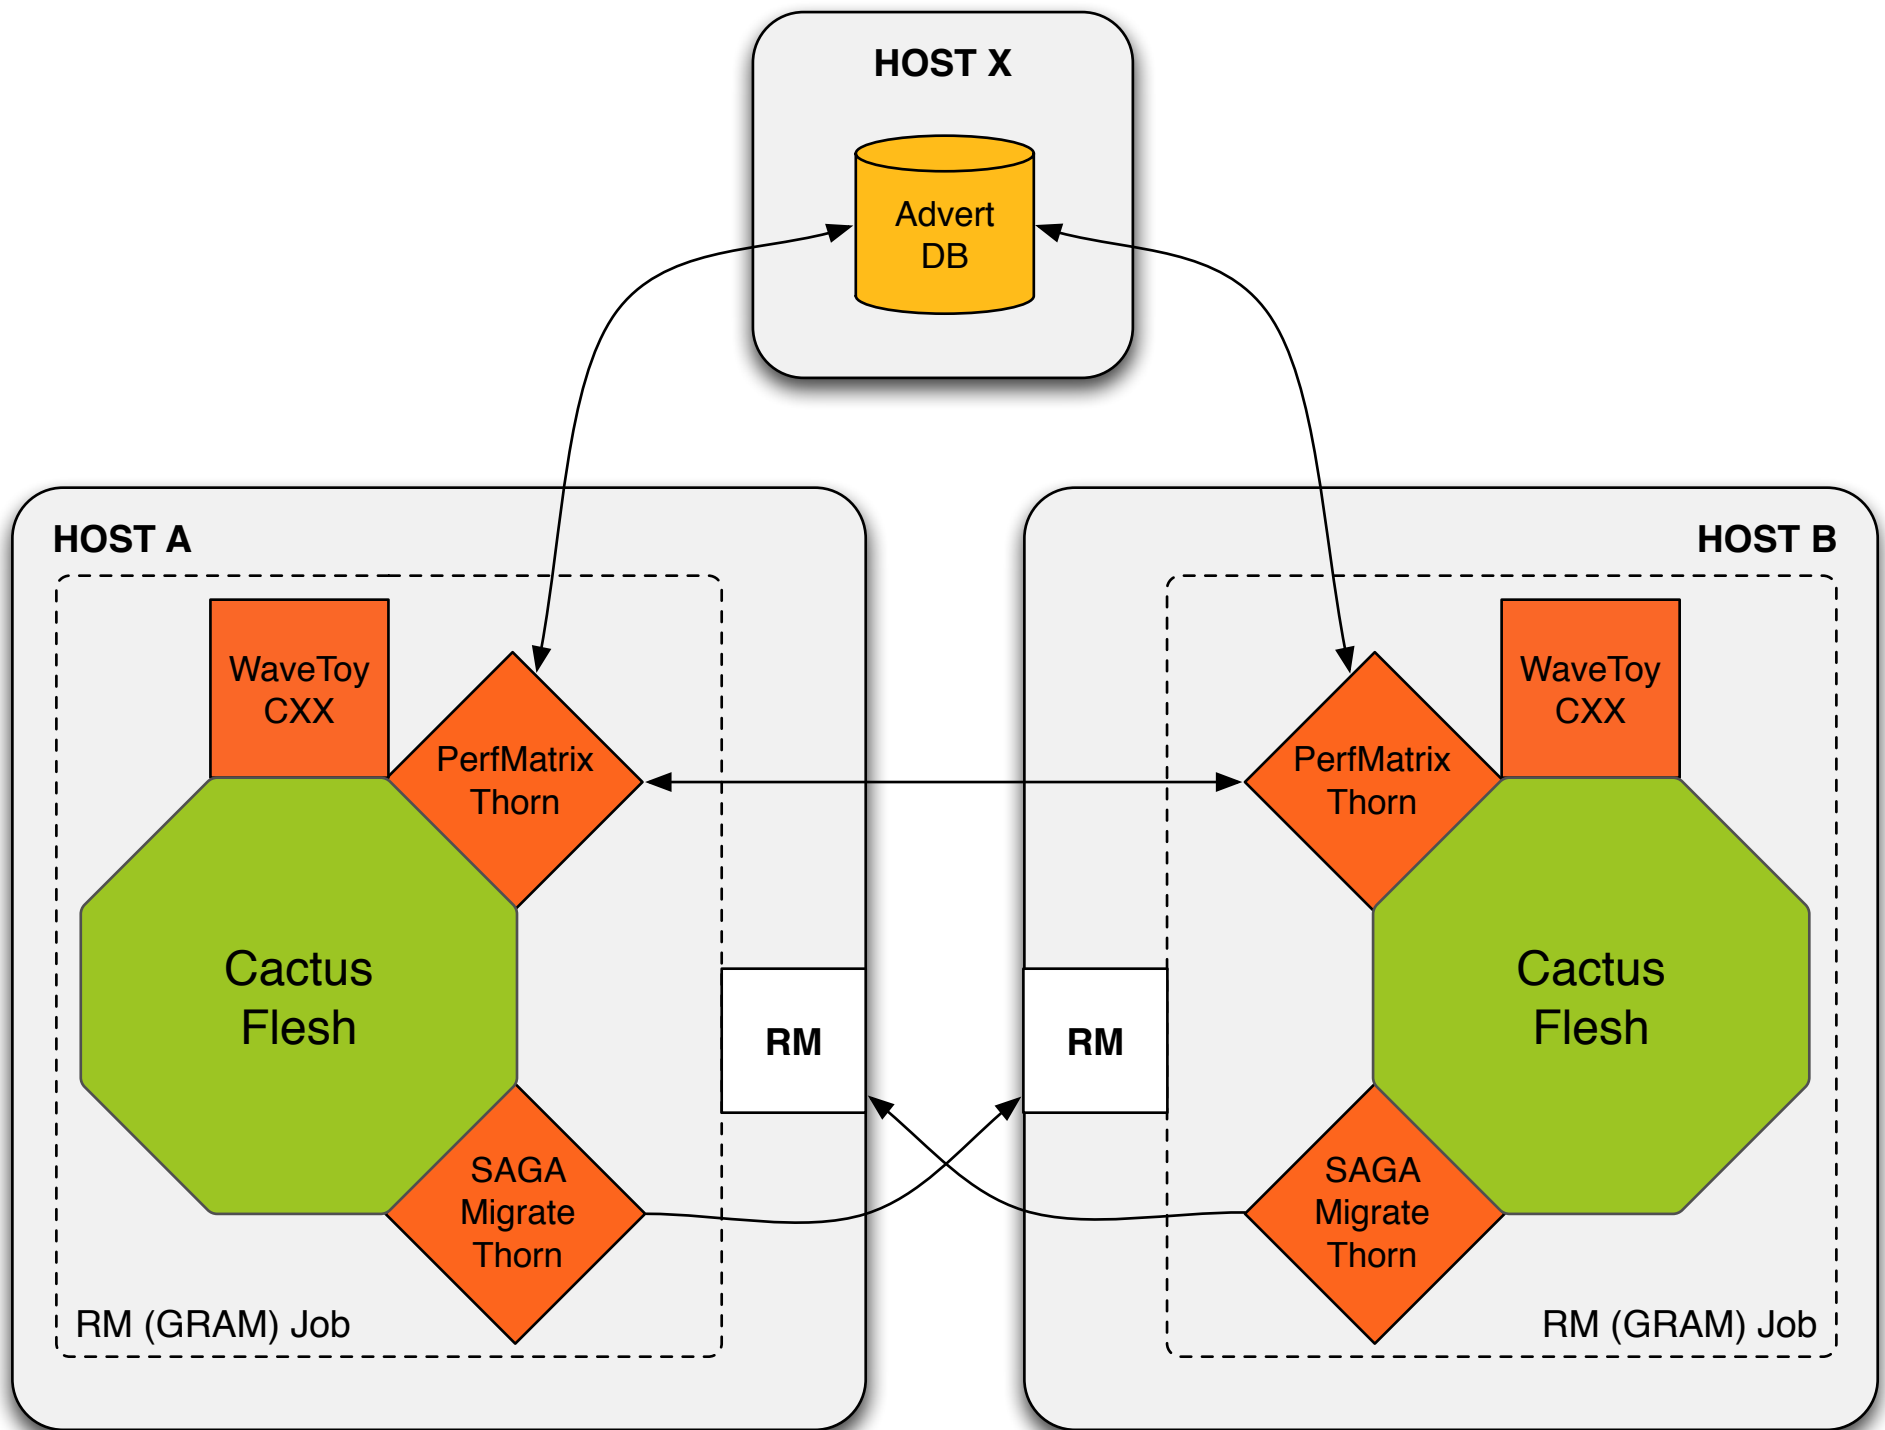 HOST X
Advert
DB
HOST A
WaveToy
CXX
PerfMatrix
Thorn
Cactus
Flesh
RM
SAGA
Migrate
Thorn
RM (GRAM) Job
HOST B
WaveToy
CXX
PerfMatrix
Thorn
Cactus
Flesh
RM
SAGA
Migrate
Thorn
RM (GRAM) Job